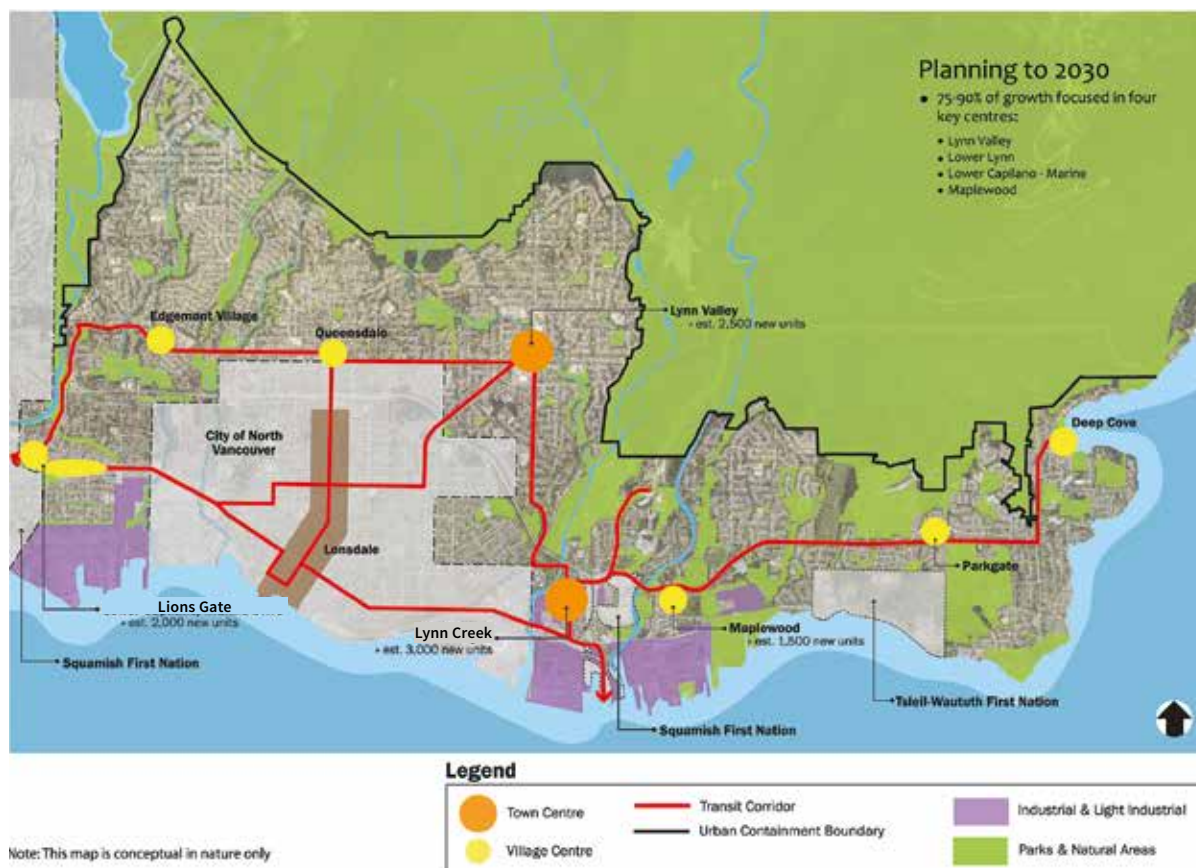 Planning to 2030
• 75-90% of growth focused in four
key centres:
• Lynn Valley
• Lower Lynn
• Lower Capilano - Marine
• Maplewood
Edgemont Village
Queensdale
Lynn Valley
› est. 2,500 new units
City of North
Vancouver
Deep Cove
Lonsdale
Parkgate
Lions Gate
› est. 2,000 new units
Lynn Creek
› est. 3,000 new units
Maplewood
› est. 1,500 new units
Squamish First Nation
Tsleil-Waututh First Nation
Squamish First Nation
Legend
Town Centre
Transit Corridor
Industrial & Light Industrial
Urban Containment Boundary
Note: This map is conceptual in nature only
Village Centre
Parks & Natural Areas